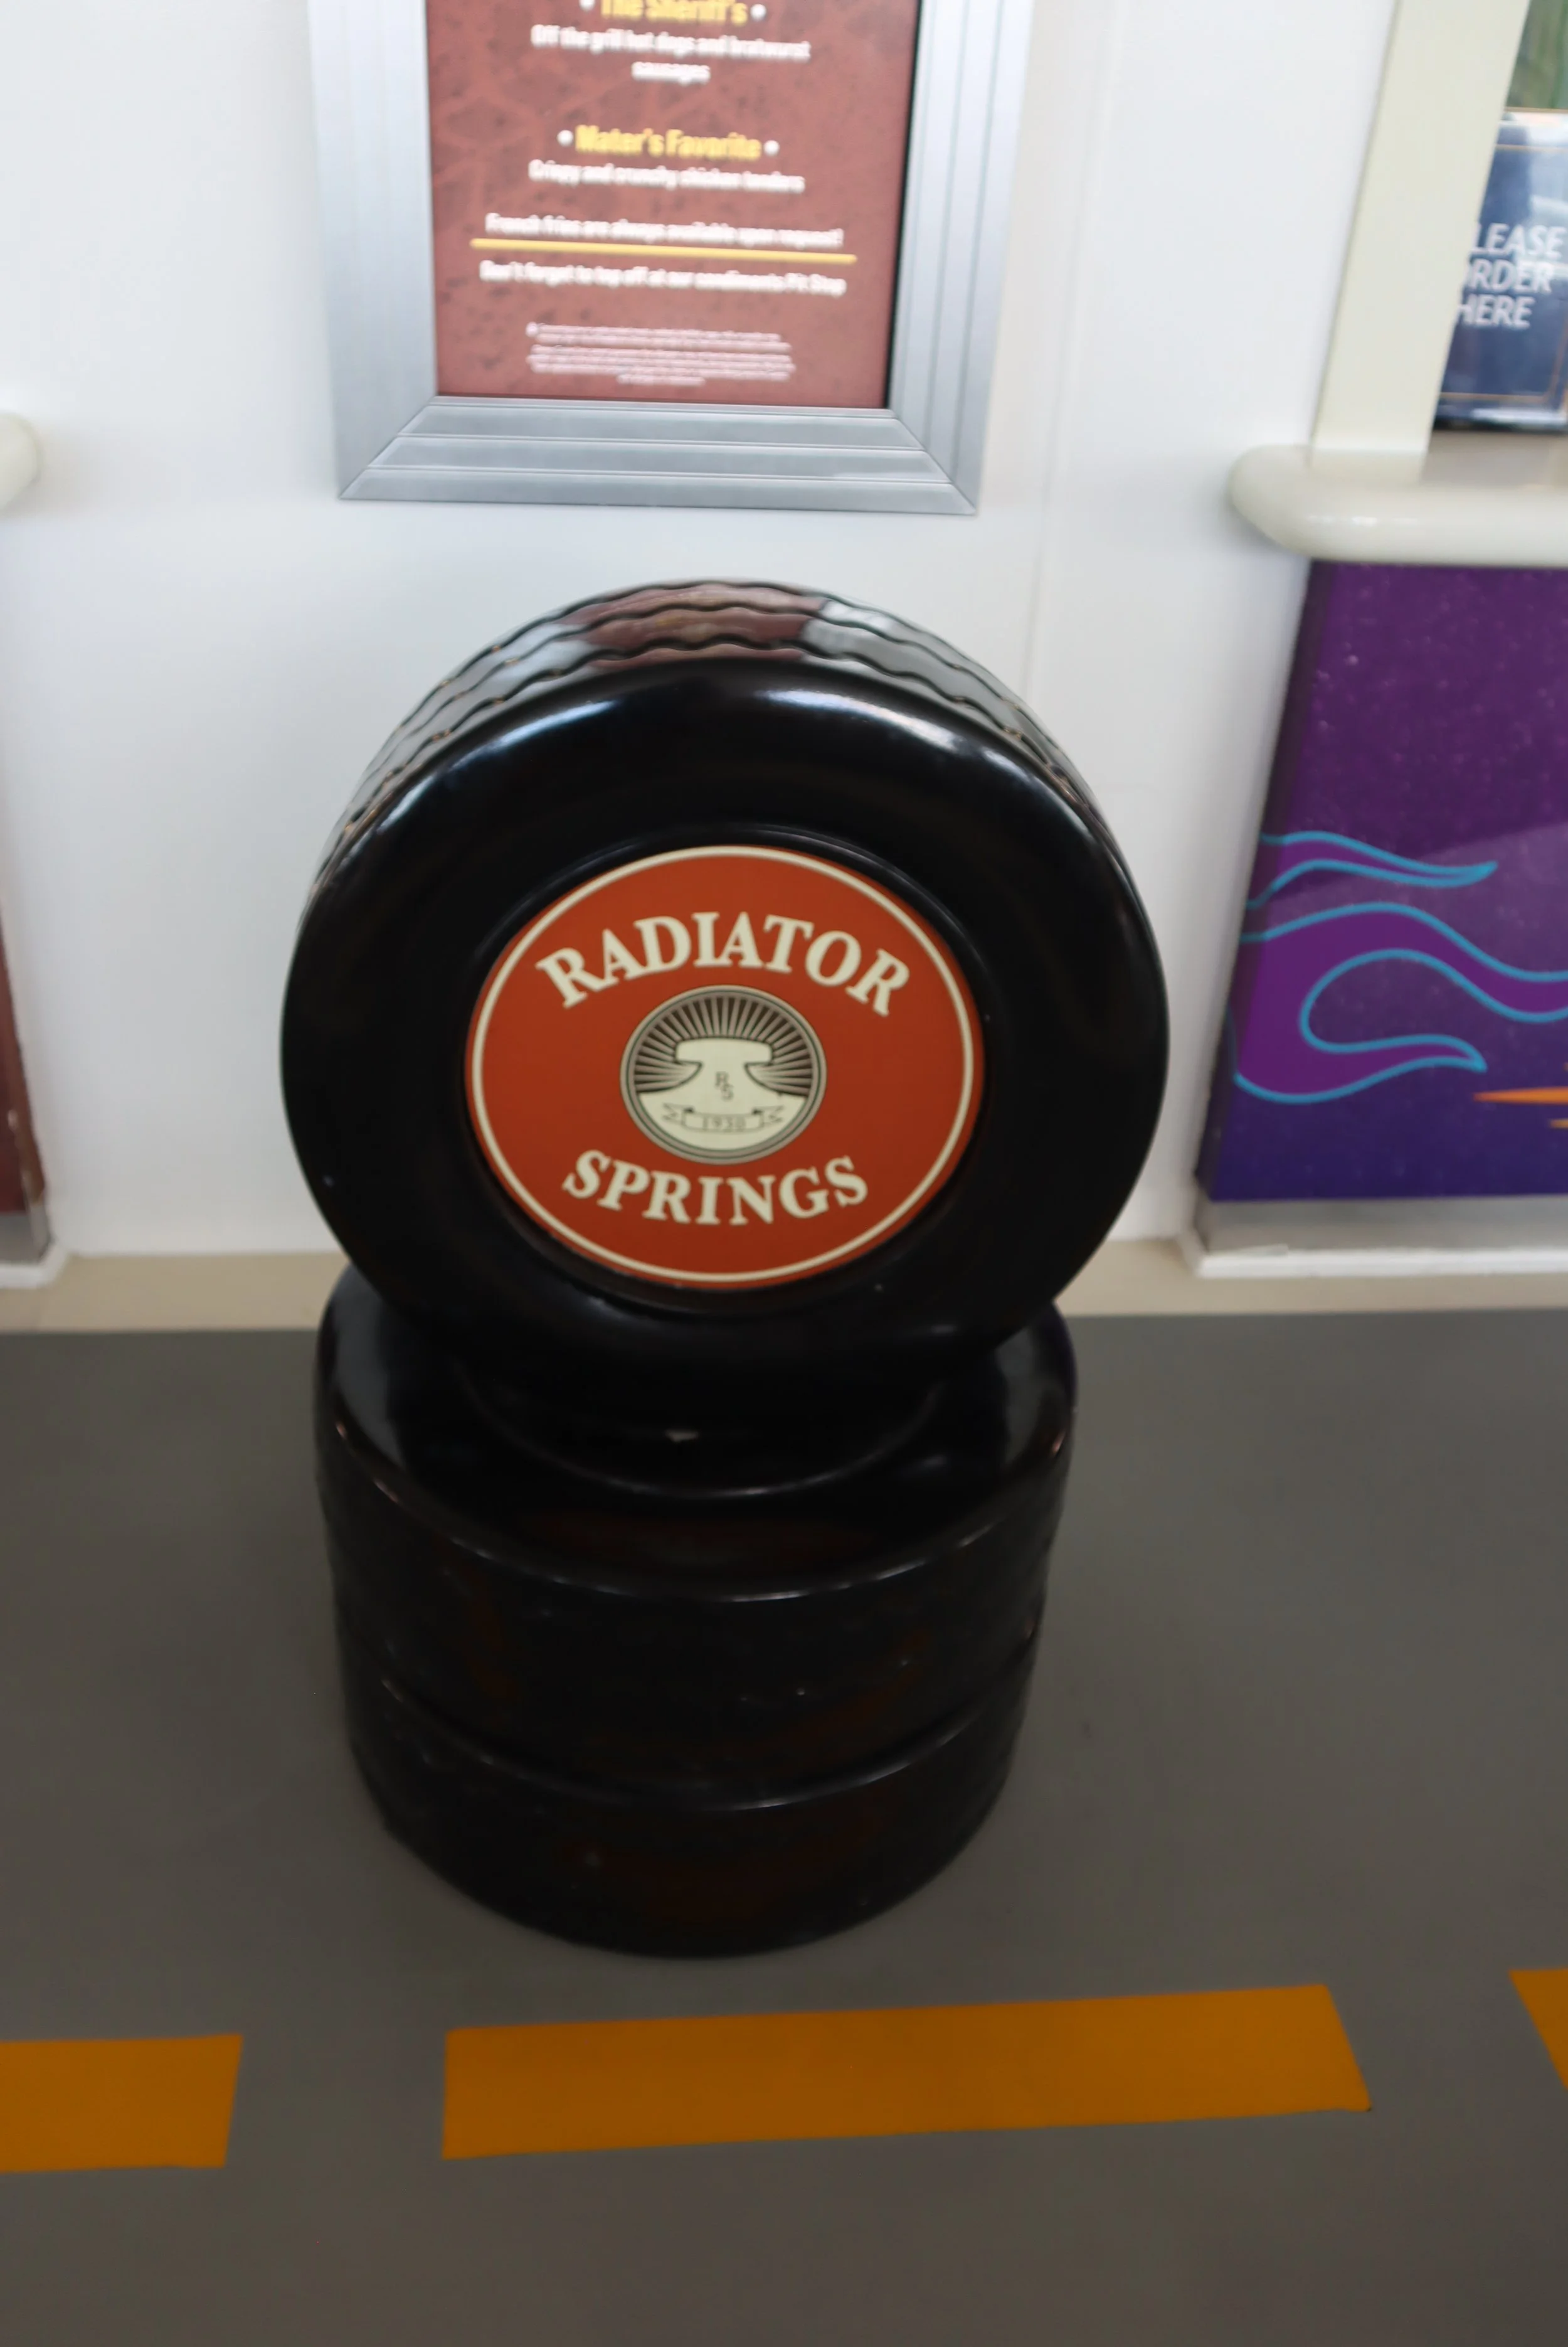 • The Sheriff's •
Off the grill hot dogs and bratwurst
sausages
• Mater's Favorite •
Crispy and crunchy chicken tenders
French fries are always available upon request!
Don't forget to top off at our condiments Pit Stop
LEASE
RDER
HERE
RADIATOR
RS
1930
SPRINGS